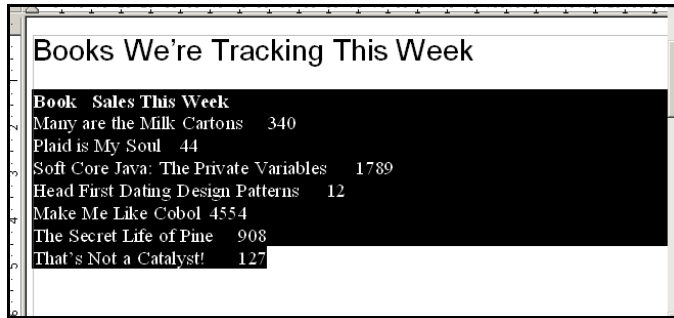 Books We're Tracking This Week
Book Sales This Week
Many are the Milk Cartons 340
Plaid is My Soul 44
Soft Core Java: The Private Variables 1789
Head First Dating Design Patterns 12
Make Me Like Cobol 4554
The Secret Life of Pine 908
That's Not a Catalyst! 127